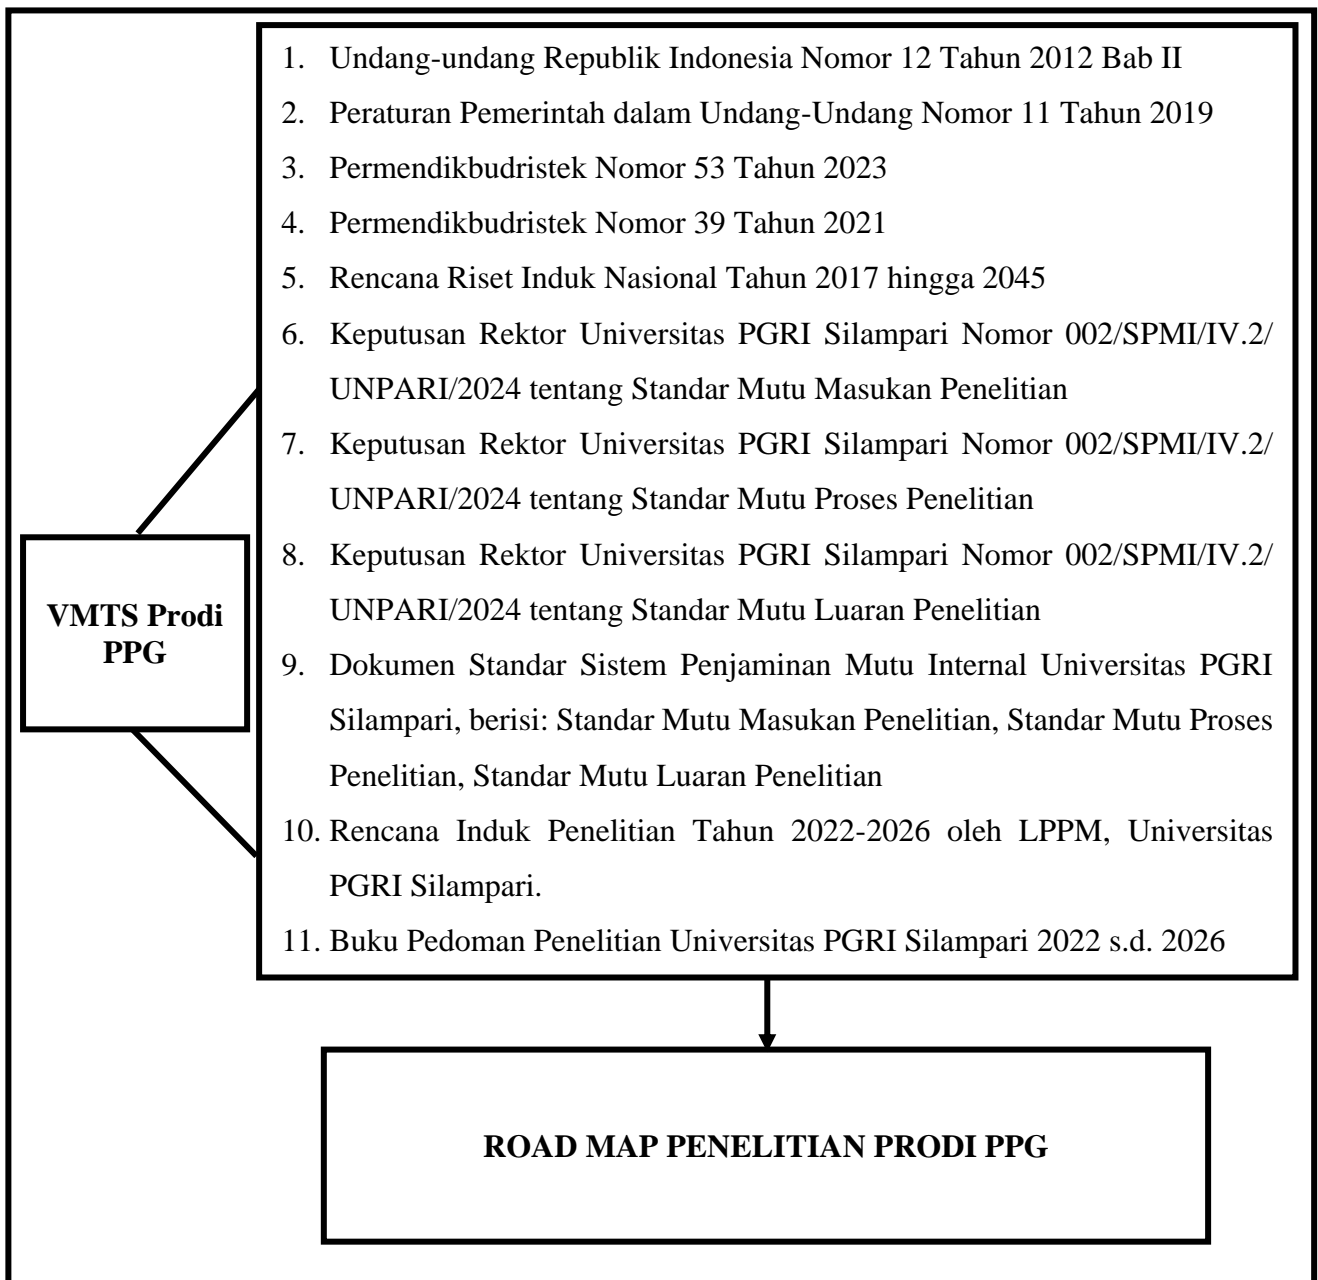 1. Undang-undang Republik Indonesia Nomor 12 Tahun 2012 Bab II
2. Peraturan Pemerintah dalam Undang-Undang Nomor 11 Tahun 2019
3. Permendikbudristek Nomor 53 Tahun 2023
4. Permendikbudristek Nomor 39 Tahun 2021
5. Rencana Riset Induk Nasional Tahun 2017 hingga 2045
6. Keputusan Rektor Universitas PGRI Silampari Nomor 002/SPMI/IV.2/
UNPARI/2024 tentang Standar Mutu Masukan Penelitian
7. Keputusan Rektor Universitas PGRI Silampari Nomor 002/SPMI/IV.2/
UNPARI/2024 tentang Standar Mutu Proses Penelitian
8. Keputusan Rektor Universitas PGRI Silampari Nomor 002/SPMI/IV.2/
UNPARI/2024 tentang Standar Mutu Luaran Penelitian
9. Dokumen Standar Sistem Penjaminan Mutu Internal Universitas PGRI
Silampari, berisi: Standar Mutu Masukan Penelitian, Standar Mutu Proses
Penelitian, Standar Mutu Luaran Penelitian
10. Rencana Induk Penelitian Tahun 2022-2026 oleh LPPM, Universitas
PGRI Silampari.
11. Buku Pedoman Penelitian Universitas PGRI Silampari 2022 s.d. 2026
VMTS Prodi
PPG
ROAD MAP PENELITIAN PRODI PPG